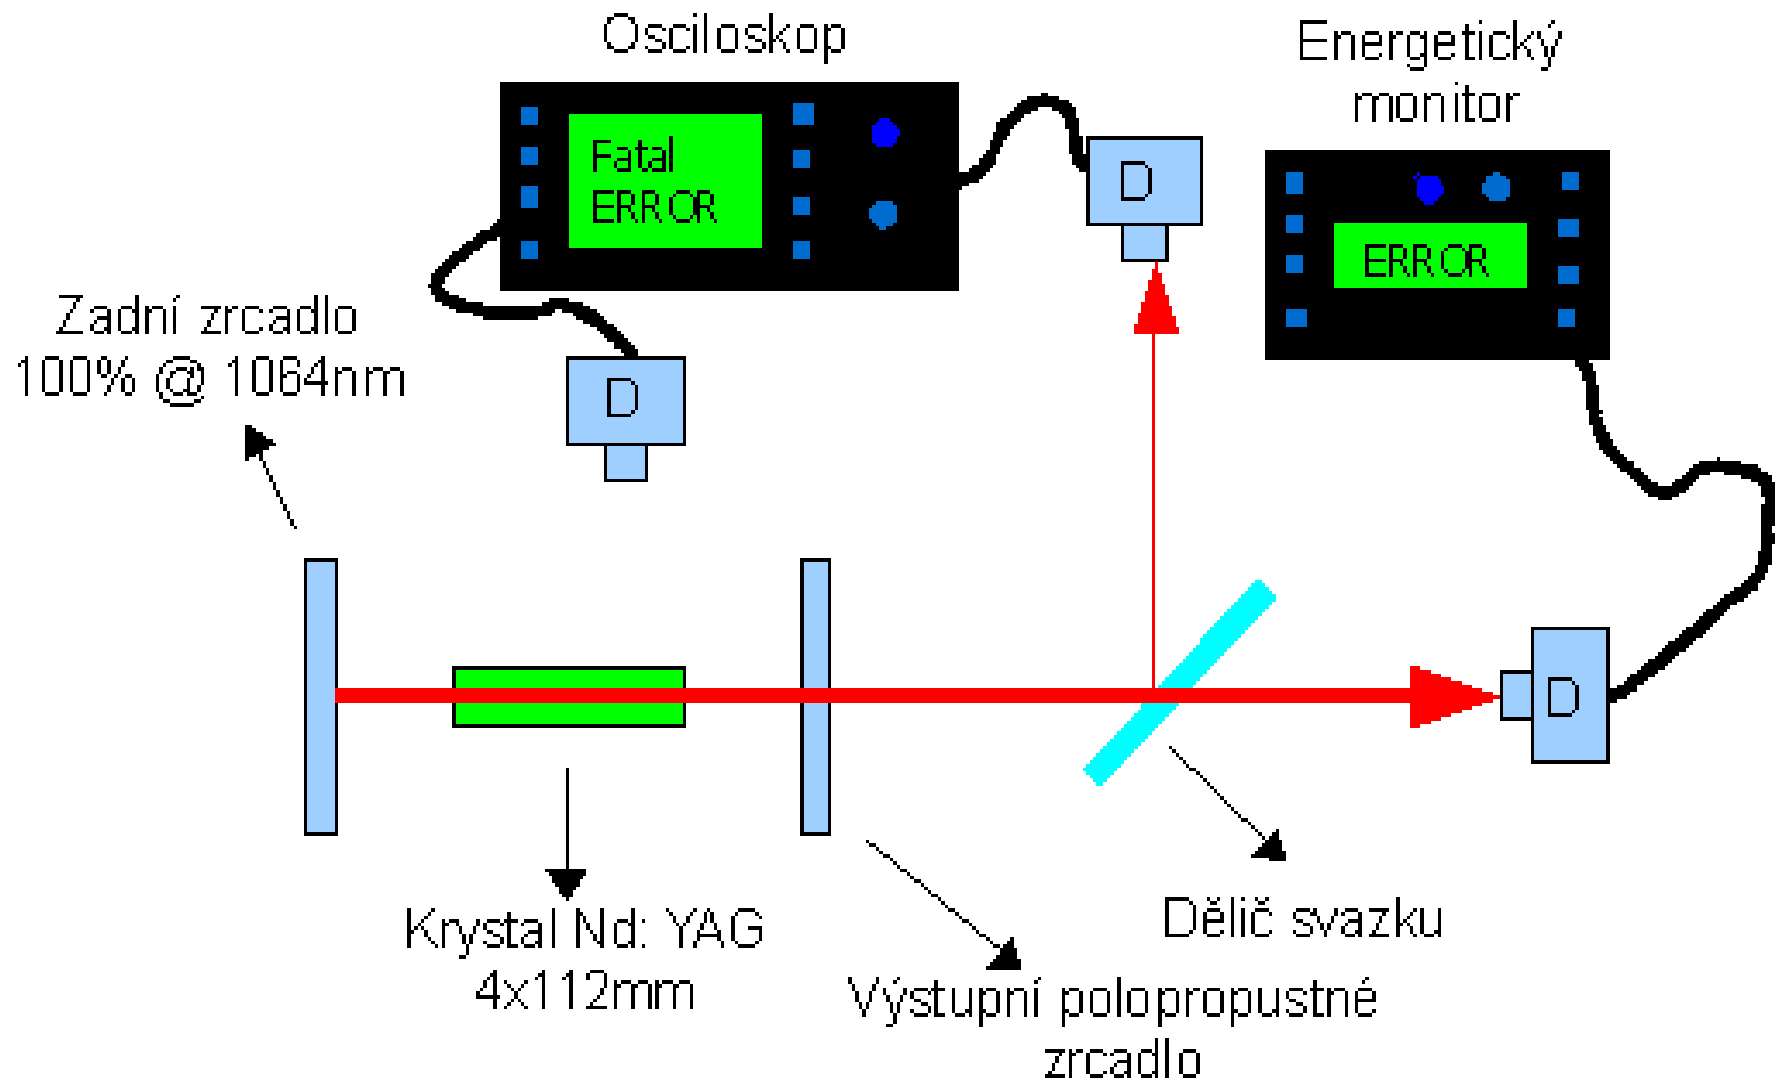 Osciloskop
Energetický
monitor
Fatal
ERROR
D
ERROR
Zadní zrcadlo
100% @ 1064nm
D
D
Krystal Nd: YAG
4x112mm
Dělič svazku
Výstupní polopropustné
zrcadlo